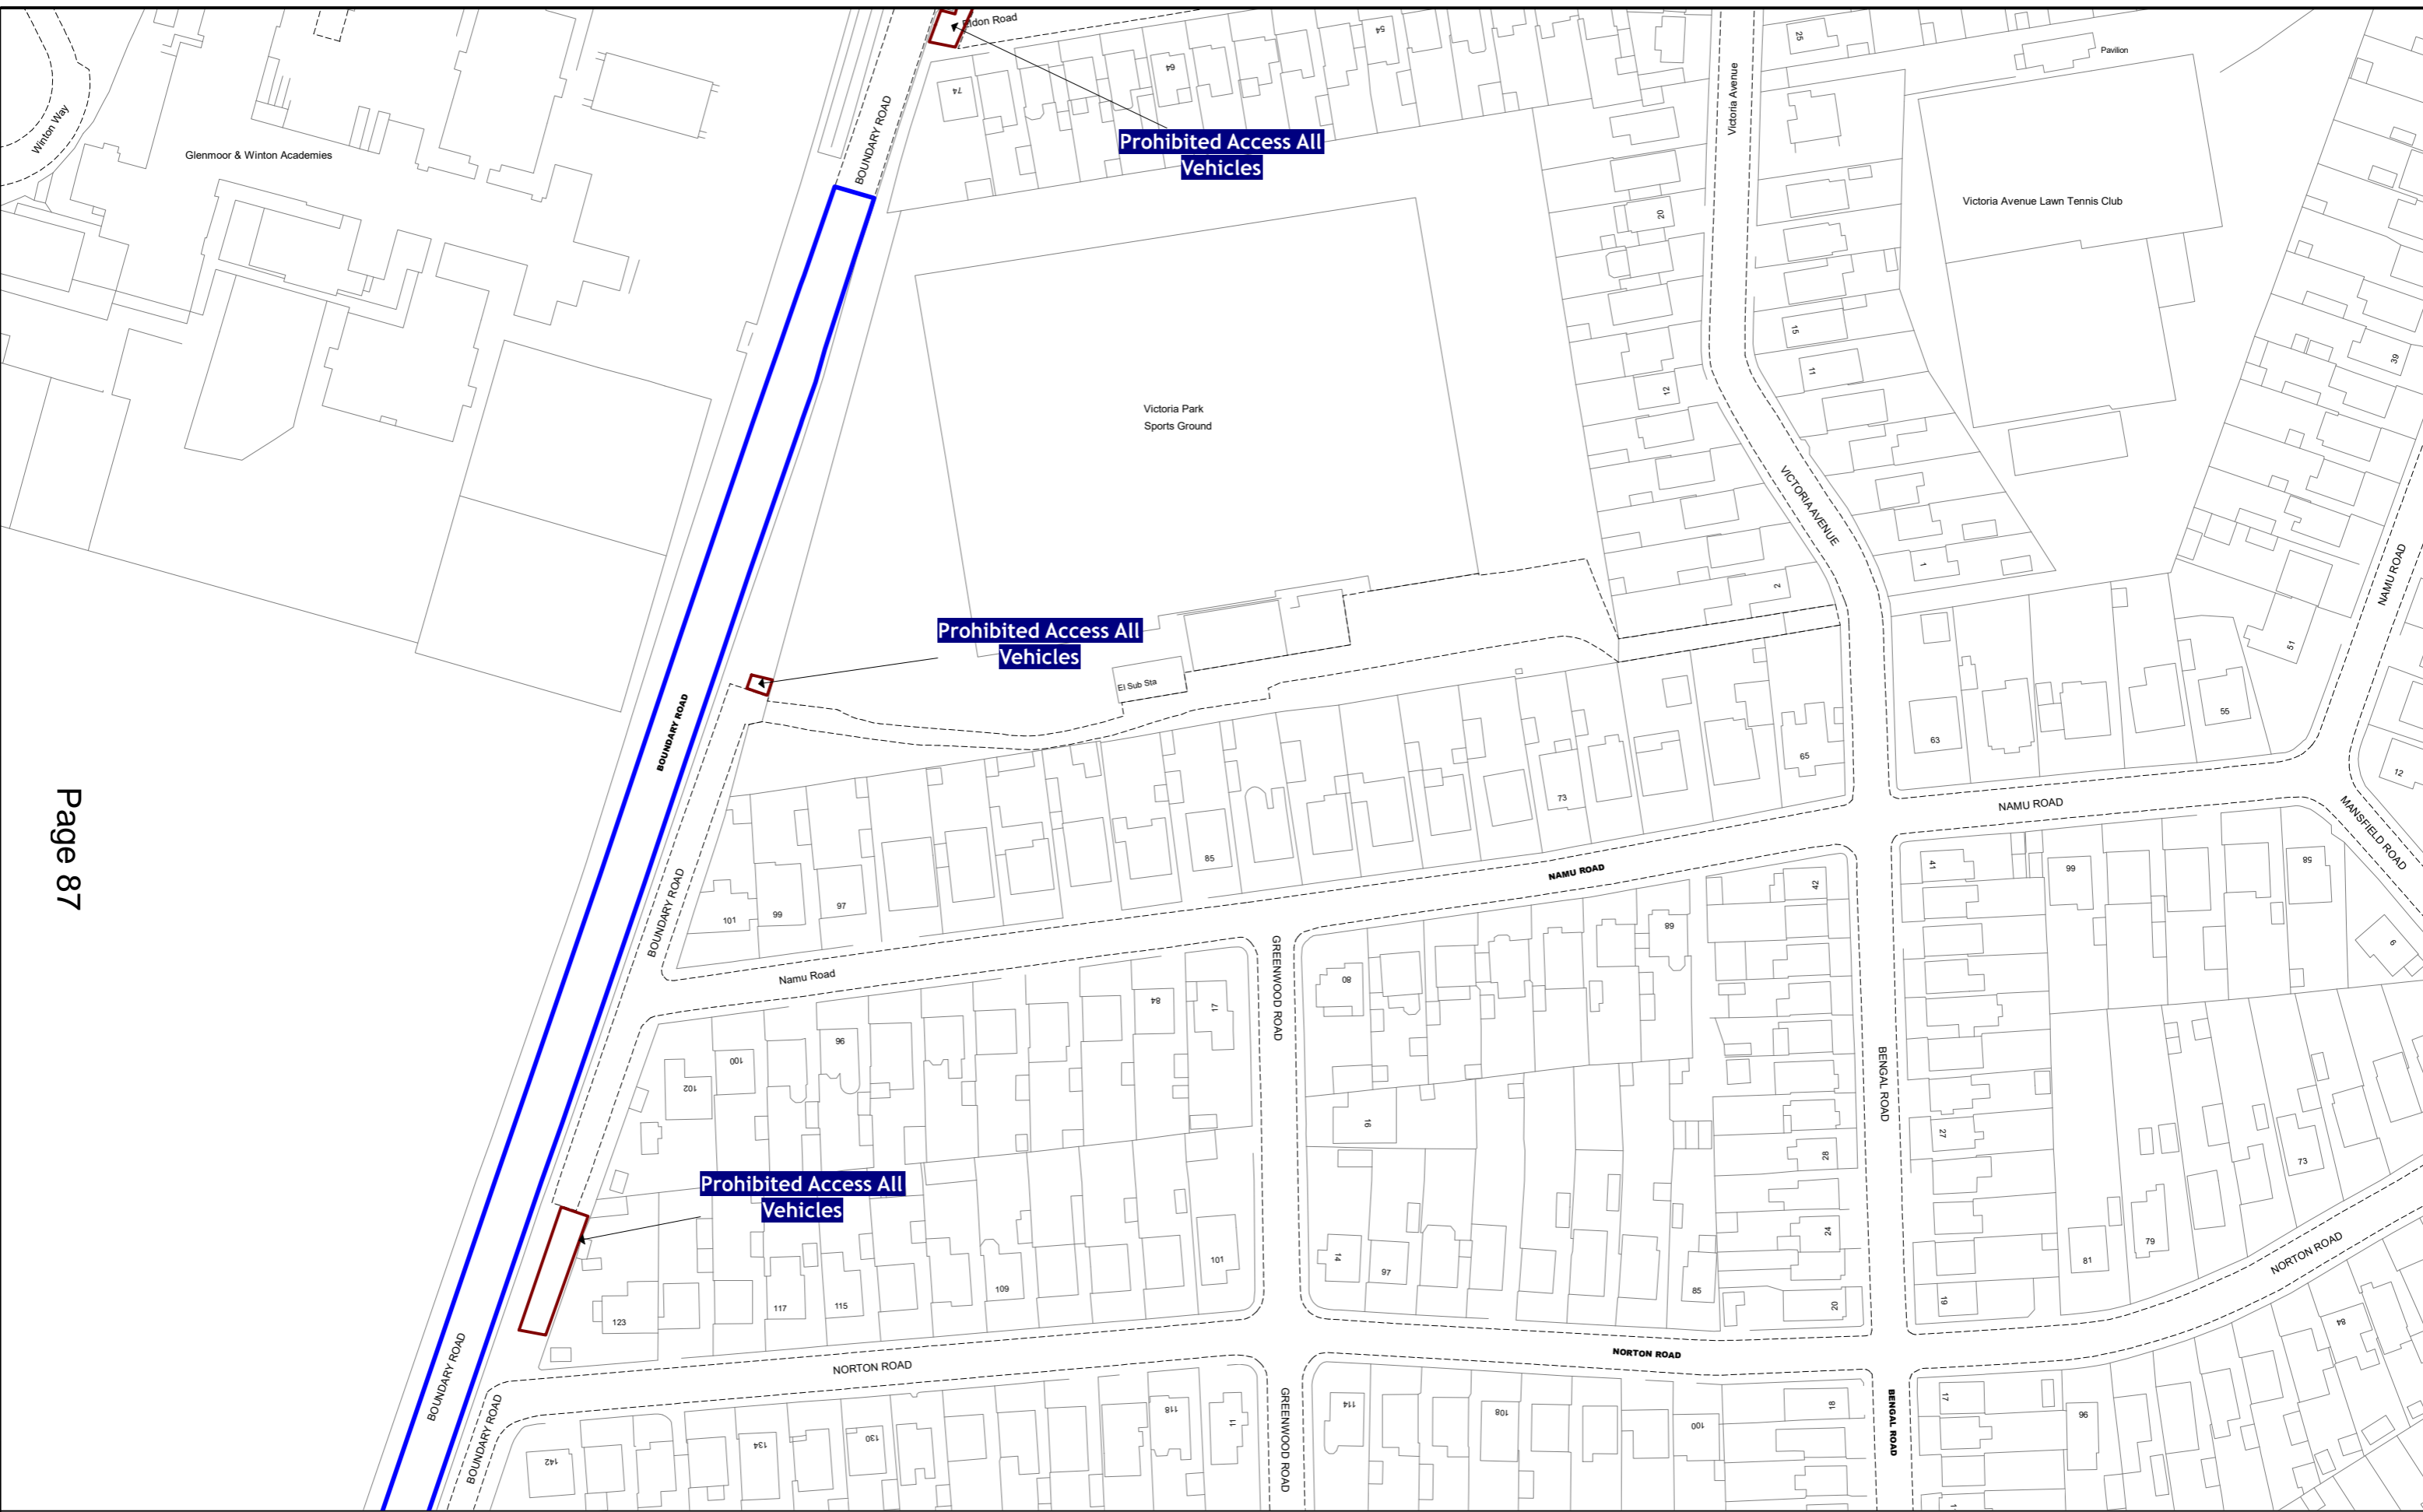 Eldon Road
54
64
74
25
Pavilion
Victoria Avenue
BOUNDARY ROAD
Winton Way
Glenmoor & Winton Academies
Prohibited Access All
Vehicles
Victoria Avenue Lawn Tennis Club
20
15
11
12
39
Victoria Park
Sports Ground
VICTORIA AVENUE
1
2
NAMU ROAD
51
Prohibited Access All
Vehicles
El Sub Sta
BOUNDARY ROAD
63
55
65
12
73
NAMU ROAD
MANSFIELD ROAD
Page 87
85
NAMU ROAD
41
99
58
42
101
99
97
BOUNDARY ROAD
89
6
GREENWOOD ROAD
Namu Road
80
84
17
96
100
102
BENGAL ROAD
16
27
28
73
Prohibited Access All
Vehicles
24
79
81
NORTON ROAD
14
97
101
109
85
19
20
117
115
123
84
BOUNDARY ROAD
NORTON ROAD
NORTON ROAD
BOUNDARY ROAD
GREENWOOD ROAD
114
108
100
18
BENGAL ROAD
17
96
118
11
130
134
142